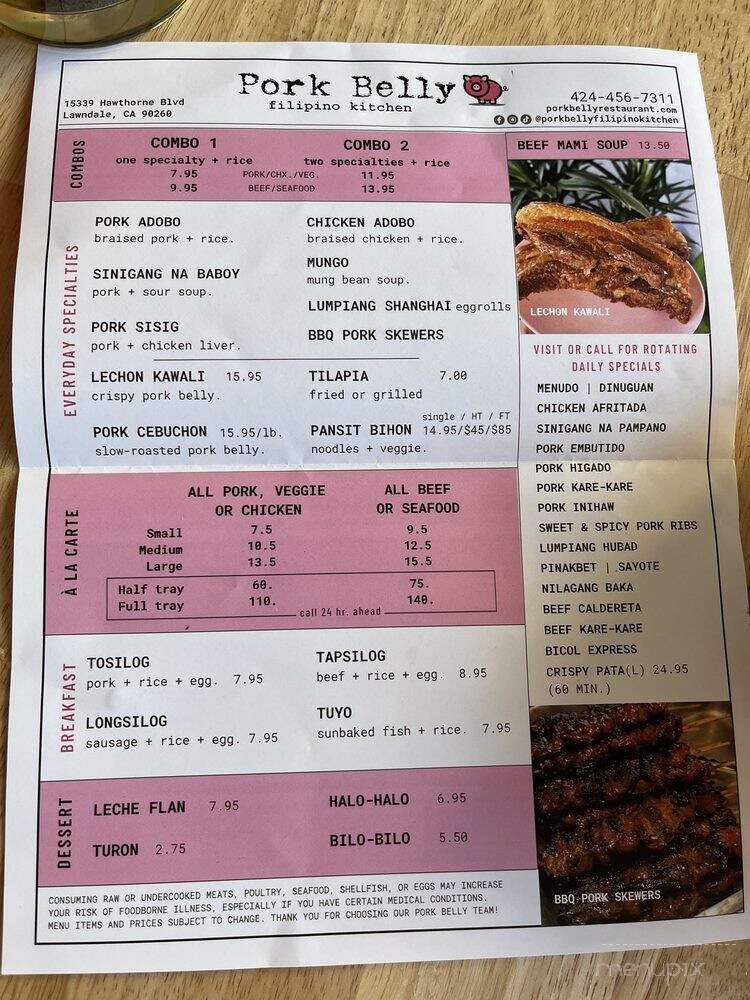 Pork Belly
filipino kitchen
15339 Hawthorne Blvd
Lawndale, CA 90260
424-456-7311
porkbellyrestaurant.com
@porkbellyfilipinokitchen
COMBOS
COMBO 1
one specialty + rice
COMBO 2
two specialties + rice
7.95 PORK/CHX./VEG. 11.95
9.95 BEEF/SEAFOOD 13.95
EVERYDAY SPECIALTIES
PORK ADOBO
braised pork + rice.
SINIGANG NA BABOY
pork + sour soup.
PORK SISIG
pork + chicken liver.
CHICKEN ADOBO
braised chicken + rice.
MUNGO
mung bean soup.
LUMPIANG SHANGHAI eggrolls
BBQ PORK SKEWERS
LECHON KAWALI 15.95
crispy pork belly.
PORK CEBUCHON 15.95/lb.
slow-roasted pork belly.
TILAPIA 7.00
fried or grilled
single / HT / FT
PANSIT BIHON 14.95/$45/$85
noodles + veggie.
À LA CARTE
ALL PORK, VEGGIE
OR CHICKEN
ALL BEEF
OR SEAFOOD
Small 7.5 9.5
Medium 10.5 12.5
Large 13.5 15.5
Half tray 60. 75.
Full tray 110. 140.
call 24 hr. ahead
BREAKFAST
TOSILOG
pork + rice + egg. 7.95
LONGSILOG
sausage + rice + egg. 7.95
TAPSILOG
beef + rice + egg. 8.95
TUYO
sunbaked fish + rice. 7.95
DESSERT
LECHE FLAN 7.95
TURON 2.75
HALO-HALO 6.95
BILO-BILO 5.50
CONSUMING RAW OR UNDERCOOKED MEATS, POULTRY, SEAFOOD, SHELLFISH, OR EGGS MAY INCREASE
YOUR RISK OF FOODBORNE ILLNESS, ESPECIALLY IF YOU HAVE CERTAIN MEDICAL CONDITIONS.
MENU ITEMS AND PRICES SUBJECT TO CHANGE. THANK YOU FOR CHOOSING OUR PORK BELLY TEAM!
BEEF MAMI SOUP 13.50
LECHON KAWALI
VISIT OR CALL FOR ROTATING
DAILY SPECIALS
MENUDO | DINUGUAN
CHICKEN AFRITADA
SINIGANG NA PAMPANO
PORK EMBUTIDO
PORK HIGADO
PORK KARE-KARE
PORK INIHAW
SWEET & SPICY PORK RIBS
LUMPIANG HUBAD
PINAKBET | SAYOTE
NILAGANG BAKA
BEEF CALDERETA
BEEF KARE-KARE
BICOL EXPRESS
CRISPY PATA(L) 24.95
(60 MIN.)
BBQ PORK SKEWERS
menupix